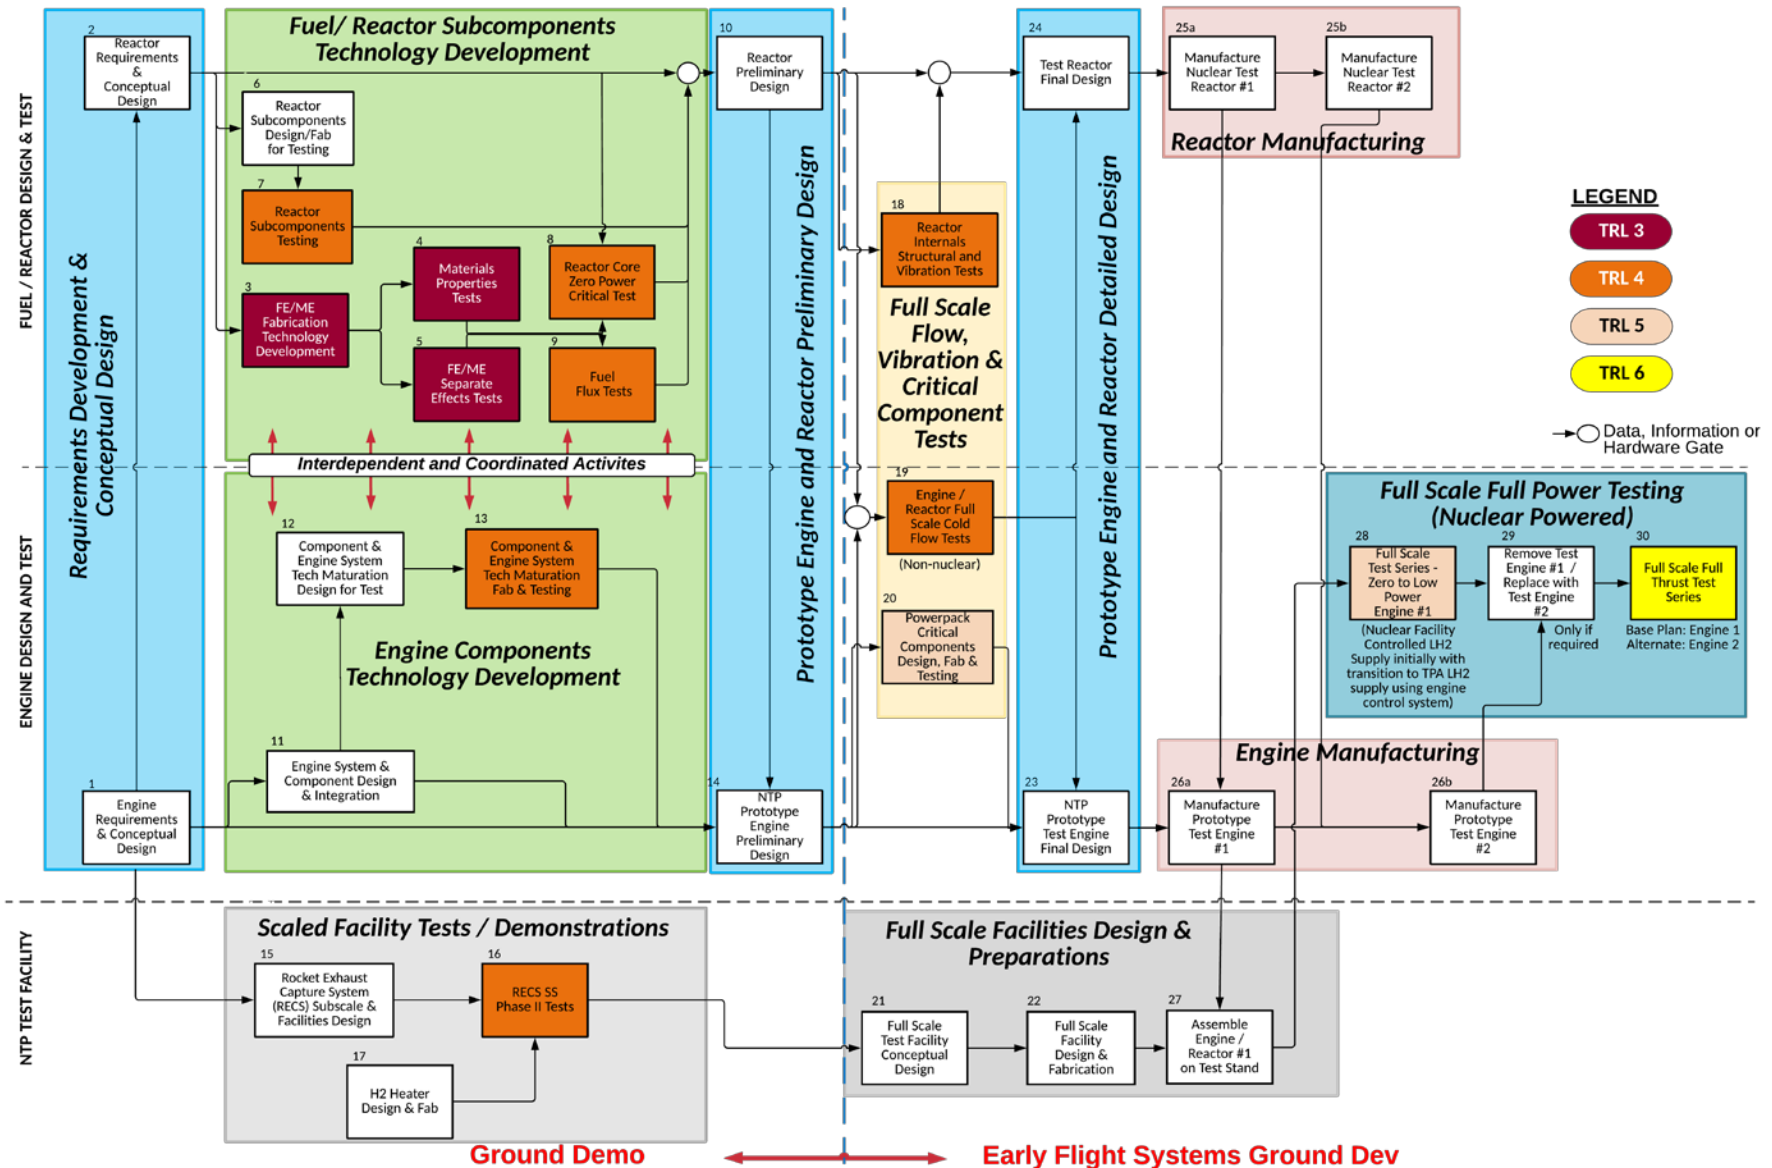 FUEL / REACTOR DESIGN & TEST
ENGINE DESIGN AND TEST
NTP TEST FACILITY
Requirements Development &
Conceptual Design
2
Reactor
Requirements
&
Conceptual
Design
1
Engine
Requirements
& Conceptual
Design
Fuel/ Reactor Subcomponents
Technology Development
6
Reactor
Subcomponents
Design/Fab
for Testing
7
Reactor
Subcomponents
Testing
3
FE/ME
Fabrication
Technology
Development
4
Materials
Properties
Tests
5
FE/ME
Separate
Effects Tests
8
Reactor Core
Zero Power
Critical Test
9
Fuel
Flux Tests
Interdependent and Coordinated Activites
12
Component &
Engine System
Tech Maturation
Design for Test
13
Component &
Engine System
Tech Maturation
Fab & Testing
Engine Components
Technology Development
11
Engine System &
Component Design
& Integration
Scaled Facility Tests / Demonstrations
15
Rocket Exhaust
Capture System
(RECS) Subscale &
Facilities Design
16
RECS SS
Phase II Tests
17
H2 Heater
Design & Fab
10
Reactor
Preliminary
Design
Prototype Engine and Reactor Preliminary Design
14
NTP
Prototype
Engine
Preliminary
Design
18
Reactor
Internals
Structural and
Vibration Tests
Full Scale
Flow,
Vibration &
Critical
Component
Tests
19
Engine /
Reactor Full
Scale Cold
Flow Tests
(Non-nuclear)
20
Powerpack
Critical
Components
Design, Fab &
Testing
24
Test Reactor
Final Design
Prototype Engine and Reactor Detailed Design
23
NTP
Prototype
Test Engine
Final Design
25a
Manufacture
Nuclear Test
Reactor #1
25b
Manufacture
Nuclear Test
Reactor #2
Reactor Manufacturing
LEGEND
TRL 3
TRL 4
TRL 5
TRL 6
Data, Information or
Hardware Gate
Full Scale Full Power Testing
(Nuclear Powered)
28
Full Scale
Test Series -
Zero to Low
Power
Engine #1
(Nuclear Facility
Controlled LH2
Supply initially with
transition to TPA LH2
supply using engine
control system)
29
Remove Test
Engine #1 /
Replace with
Test Engine
#2
Only if
required
30
Full Scale Full
Thrust Test
Series
Base Plan: Engine 1
Alternate: Engine 2
Engine Manufacturing
26a
Manufacture
Prototype
Test Engine
#1
26b
Manufacture
Prototype
Test Engine
#2
Full Scale Facilities Design &
Preparations
21
Full Scale
Test Facility
Conceptual
Design
22
Full Scale
Facility
Design &
Fabrication
27
Assemble
Engine /
Reactor #1
on Test Stand
Ground Demo
Early Flight Systems Ground Dev